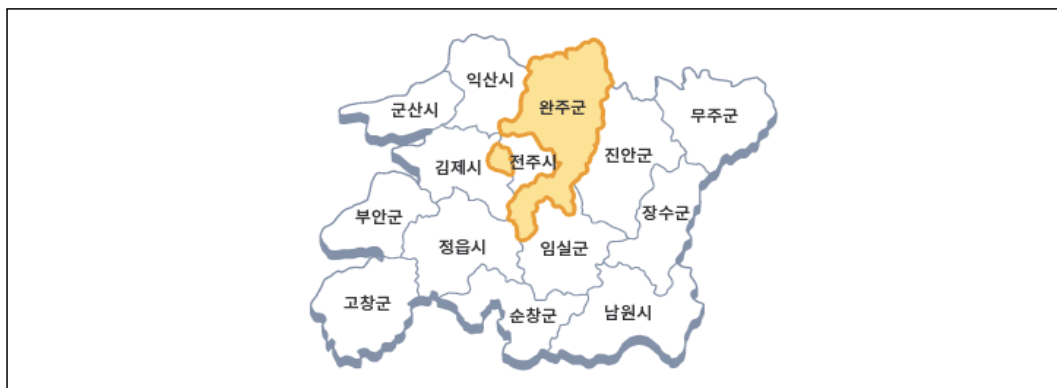 익산시
완주군
군산시
무주군
전주시
진안군
김제시
장수군
부안군
정읍시
임실군
고창군
순창군
남원시